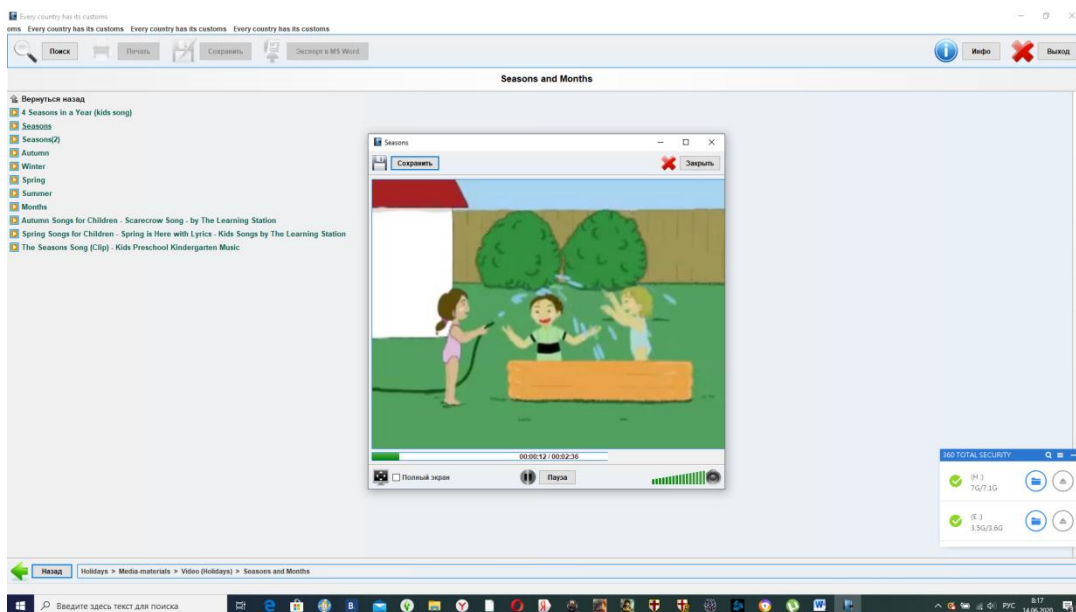 Every country has its customs
oms Every country has its customs Every country has its customs Every country has its customs
Поиск Печать Сохранить Экспорт в MS Word Инфо Выход
Seasons and Months
Вернуться назад
4 Seasons in a Year (kids song)
Seasons
Seasons(2)
Autumn
Winter
Spring
Summer
Months
Autumn Songs for Children - Scarecrow Song - by The Learning Station
Spring Songs for Children - Spring is Here with Lyrics - Kids Songs by The Learning Station
The Seasons Song (Clip) - Kids Preschool Kindergarten Music
Seasons
Сохранить Закрыть
00:00:12 / 00:02:36
Полный экран Пауза
360 TOTAL SECURITY
(H:)
7G/7.1G
(E:)
3.5G/3.6G
Назад Holidays > Media-materials > Video (Holidays) > Seasons and Months
Введите здесь текст для поиска
РУС 8:17
14.06.2020